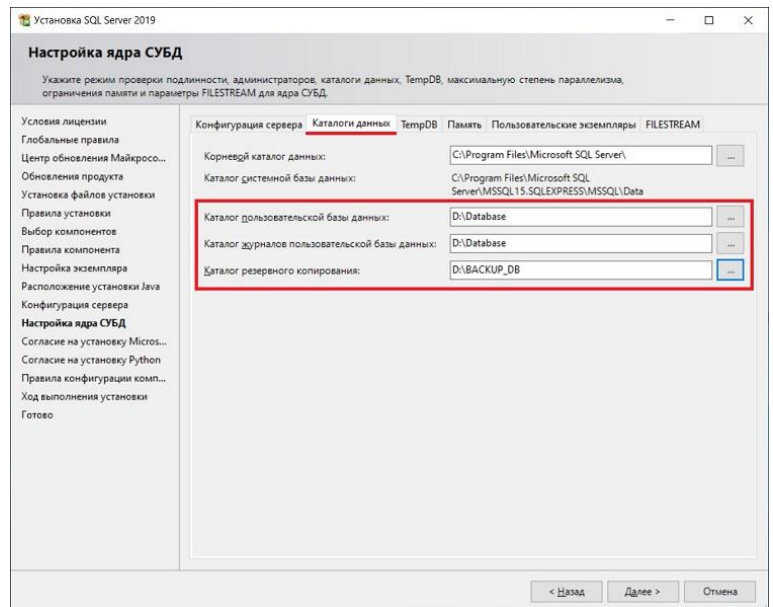 Установка SQL Server 2019
Настройка ядра СУБД
Укажите режим проверки подлинности, администраторов, каталоги данных, TempDB, максимальную степень параллелизма,
ограничения памяти и параметры FILESTREAM для ядра СУБД.
Условия лицензии
Глобальные правила
Центр обновления Майкросо...
Обновления продукта
Установка файлов установки
Правила установки
Выбор компонентов
Правила компонента
Настройка экземпляра
Расположение установки Java
Конфигурация сервера
Настройка ядра СУБД
Согласие на установку Micros...
Согласие на установку Python
Правила конфигурации комп...
Ход выполнения установки
Готово
Конфигурация сервера Каталоги данных TempDB Память Пользовательские экземпляры FILESTREAM
Корневой каталог данных: C:\Program Files\Microsoft SQL Server\ ...
Каталог системной базы данных: C:\Program Files\Microsoft SQL
Server\MSSQL15.SQLEXPRESS\MSSQL\Data
Каталог пользовательской базы данных: D:\Database ...
Каталог журналов пользовательской базы данных: D:\Database ...
Каталог резервного копирования: D:\BACKUP_DB ...
< Назад Далее > Отмена